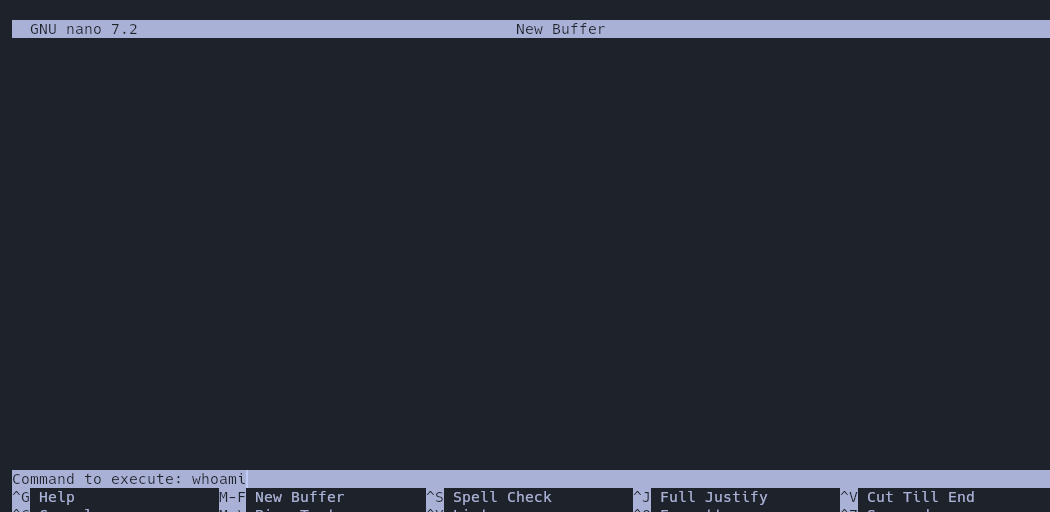 GNU nano 7.2 New Buffer
Command to execute: whoami
^G Help M-F New Buffer ^S Spell Check ^J Full Justify ^V Cut Till End